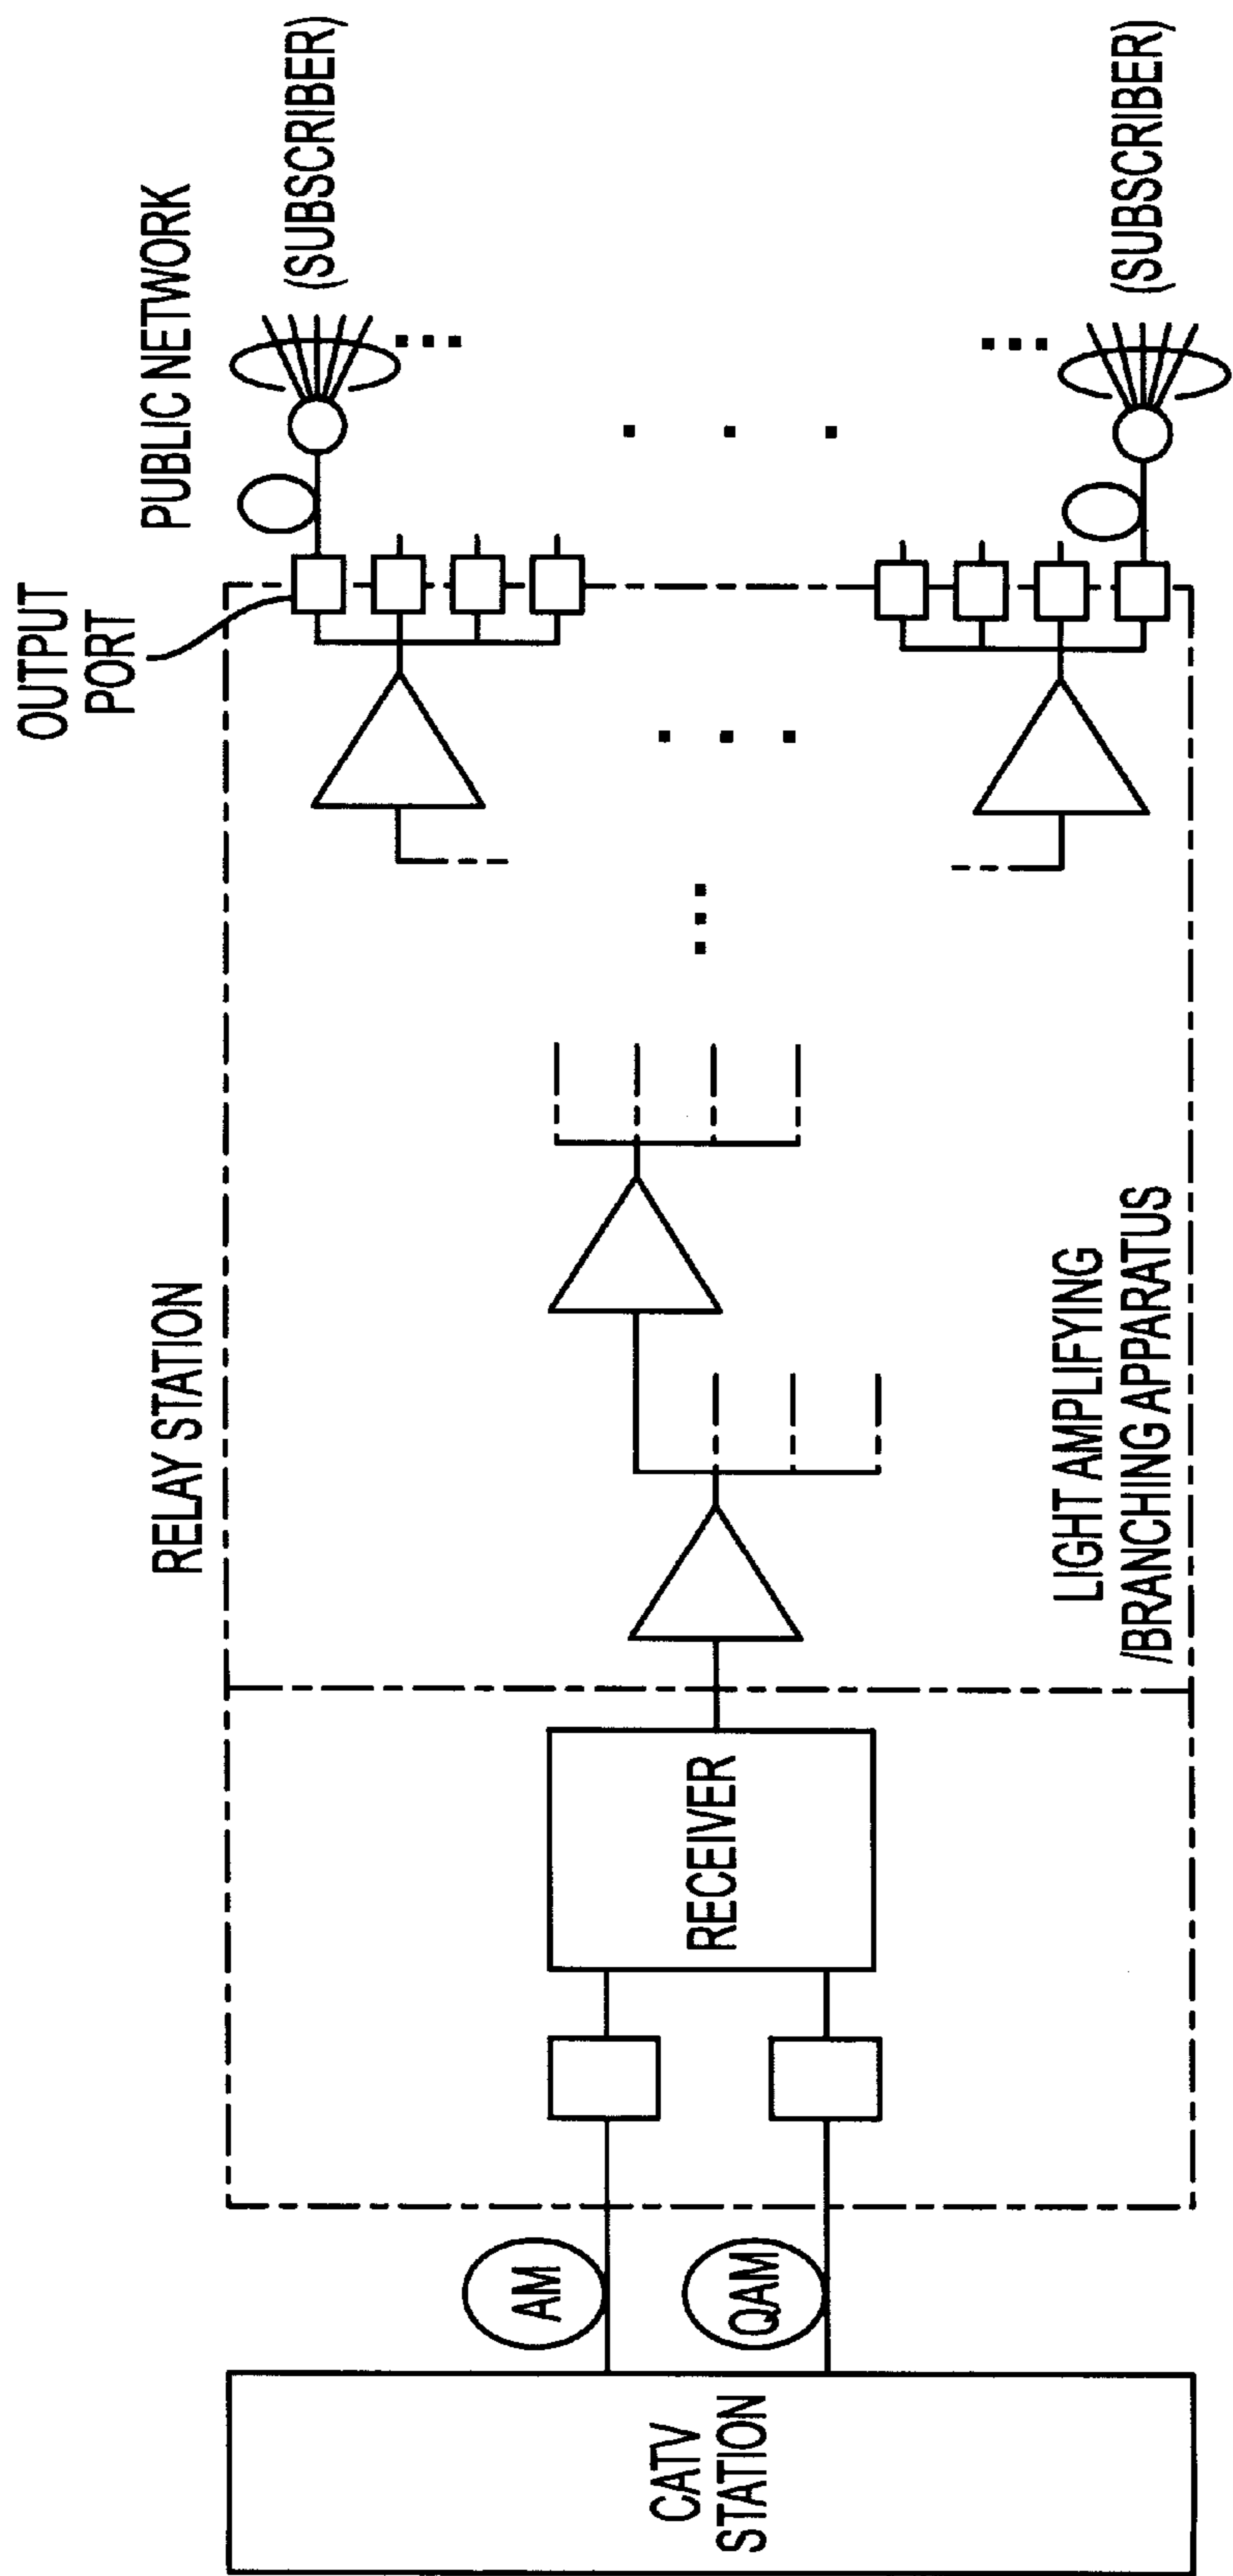 CATV
STATION
AM
QAM
RECEIVER
RELAY STATION
LIGHT AMPLIFYING
/BRANCHING APPARATUS
OUTPUT
PORT
PUBLIC NETWORK
(SUBSCRIBER)
(SUBSCRIBER)